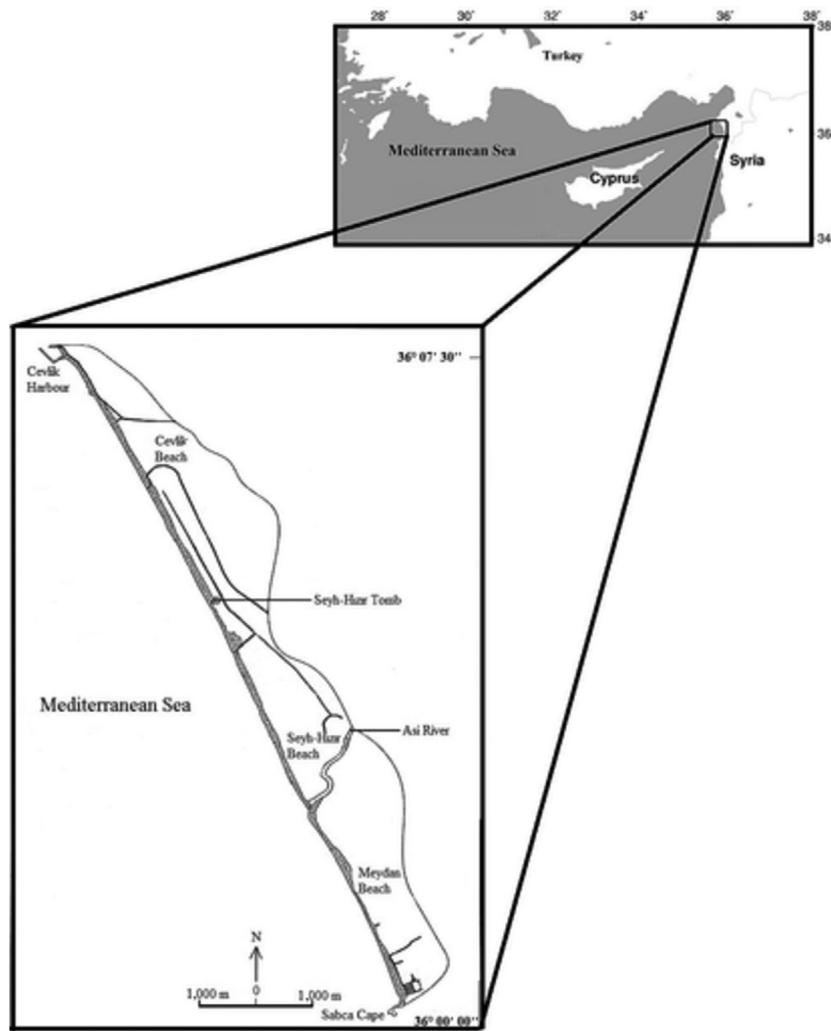 28°
30°
32°
34°
36°
38°
38
Turkey
36
Mediterranean Sea
Syria
Cyprus
34
36° 07' 30''
Cevlik
Harbour
Cevlik
Beach
Seyh-Hızır Tomb
Mediterranean Sea
Asi River
Seyh-Hızır
Beach
Meydan
Beach
N
1,000 m
0
1,000 m
Sabca Cape
36° 00' 00''